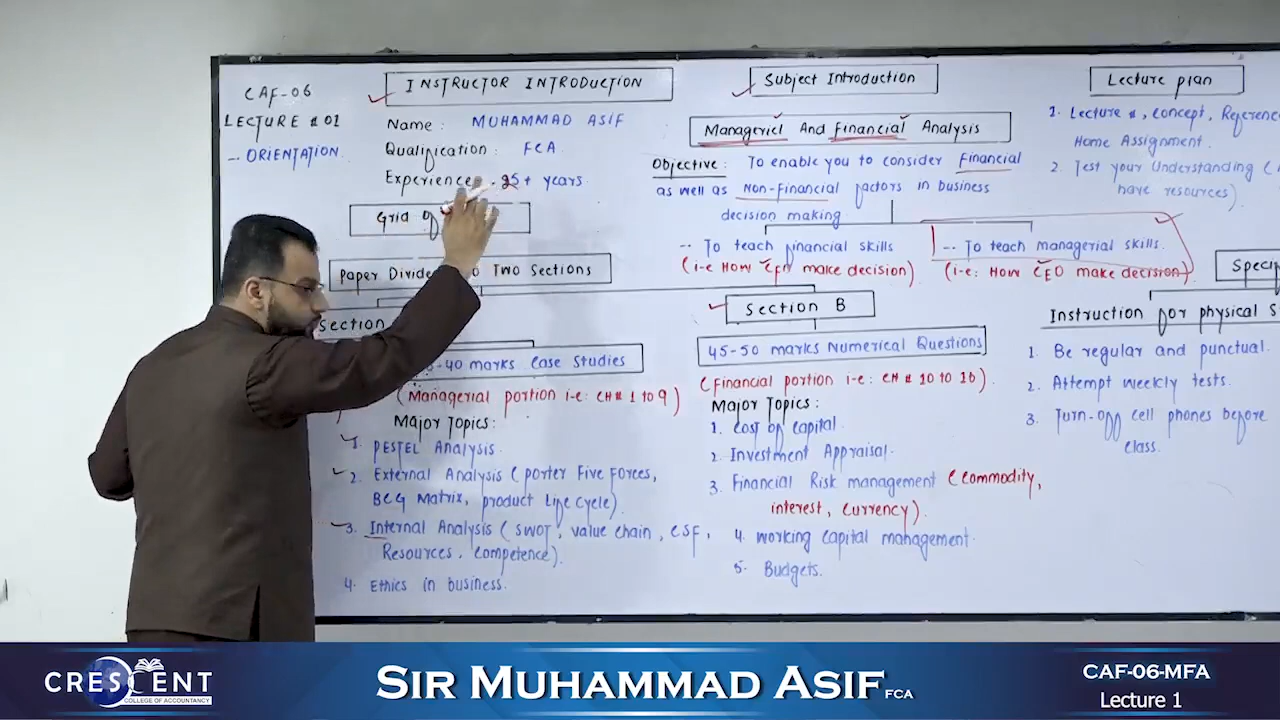 CAF-06
LECTURE # 01
-- ORIENTATION.
INSTRUCTOR INTRODUCTION
Name: MUHAMMAD ASIF
Qualification: FCA
Experience + years
Grid of
Paper Divided Two Sections
Section
40 marks Case Studies
(Managerial portion i-e: CH# 1 to 9)
Major Topics:
1. PESTEL Analysis.
2. External Analysis (Porter Five Forces,
BCG Matrix, product Life Cycle).
3. Internal Analysis (SWOT, value chain, CSF,
Resources, Competence).
4. Ethics in business.
Subject Introduction
Managerial And Financial Analysis
Objective: To enable you to consider Financial
as well as Non-Financial factors in business
decision making
-- To teach financial skills
(i-e How CFO make decision)
-- To teach managerial skills.
(i-e: How CEO make decision)
Section B
45-50 marks Numerical Questions
(Financial portion i-e: CH # 10 to 16).
Major Topics:
1. Cost of capital.
2. Investment Appraisal.
3. Financial Risk management (Commodity,
interest, Currency).
4. Working Capital management.
5. Budgets.
Lecture plan
1. Lecture #, concept, Reference
Home Assignment.
2. Test your Understanding (
have resources).
Instruction for physical S
1. Be regular and punctual.
2. Attempt weekly tests.
3. Turn-off cell phones before
class.
CRESCENT
COLLEGE OF ACCOUNTANCY
SIR MUHAMMAD ASIF FCA
CAF-06-MFA
Lecture 1